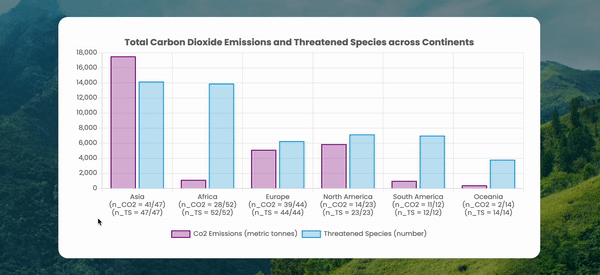 Total Carbon Dioxide Emissions and Threatened Species across Continents
18,000
16,000
14,000
12,000
10,000
8,000
6,000
4,000
2,000
0
Asia Africa Europe North America South America Oceania
(n_CO2 = 41/47) (n_CO2 = 28/52) (n_CO2 = 39/44) (n_CO2 = 14/23) (n_CO2 = 11/12) (n_CO2 = 2/14)
(n_TS = 47/47) (n_TS = 52/52) (n_TS = 44/44) (n_TS = 23/23) (n_TS = 12/12) (n_TS = 14/14)
Co2 Emissions (metric tonnes) Threatened Species (number)